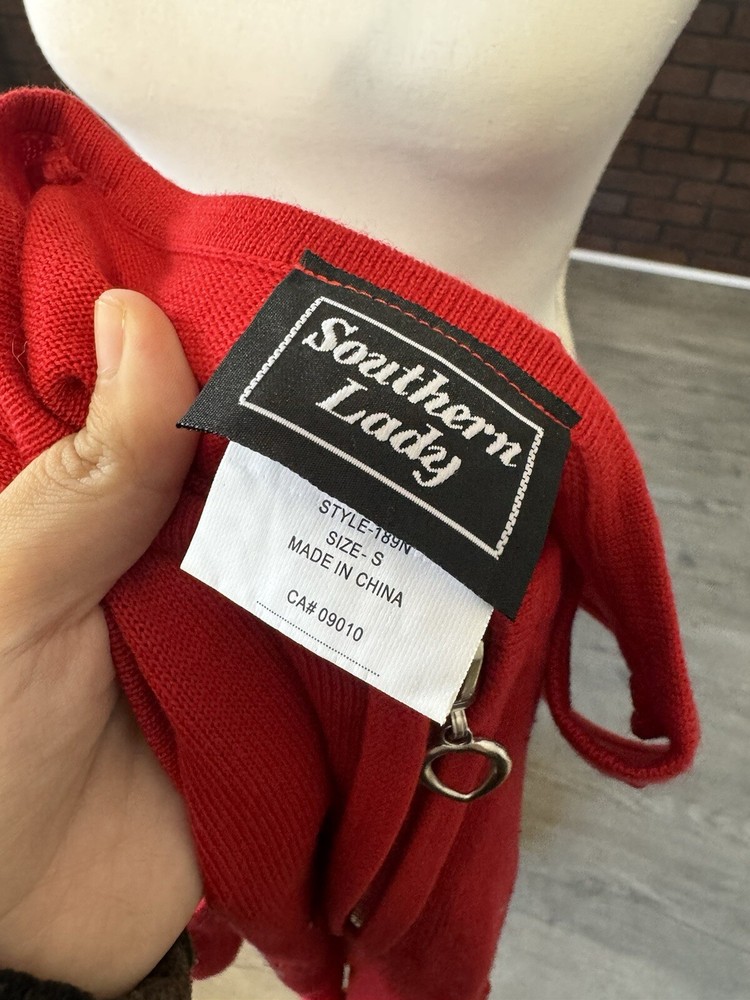 Southern
Lady
STYLE-189N
SIZE- S
MADE IN CHINA
CA# 09010